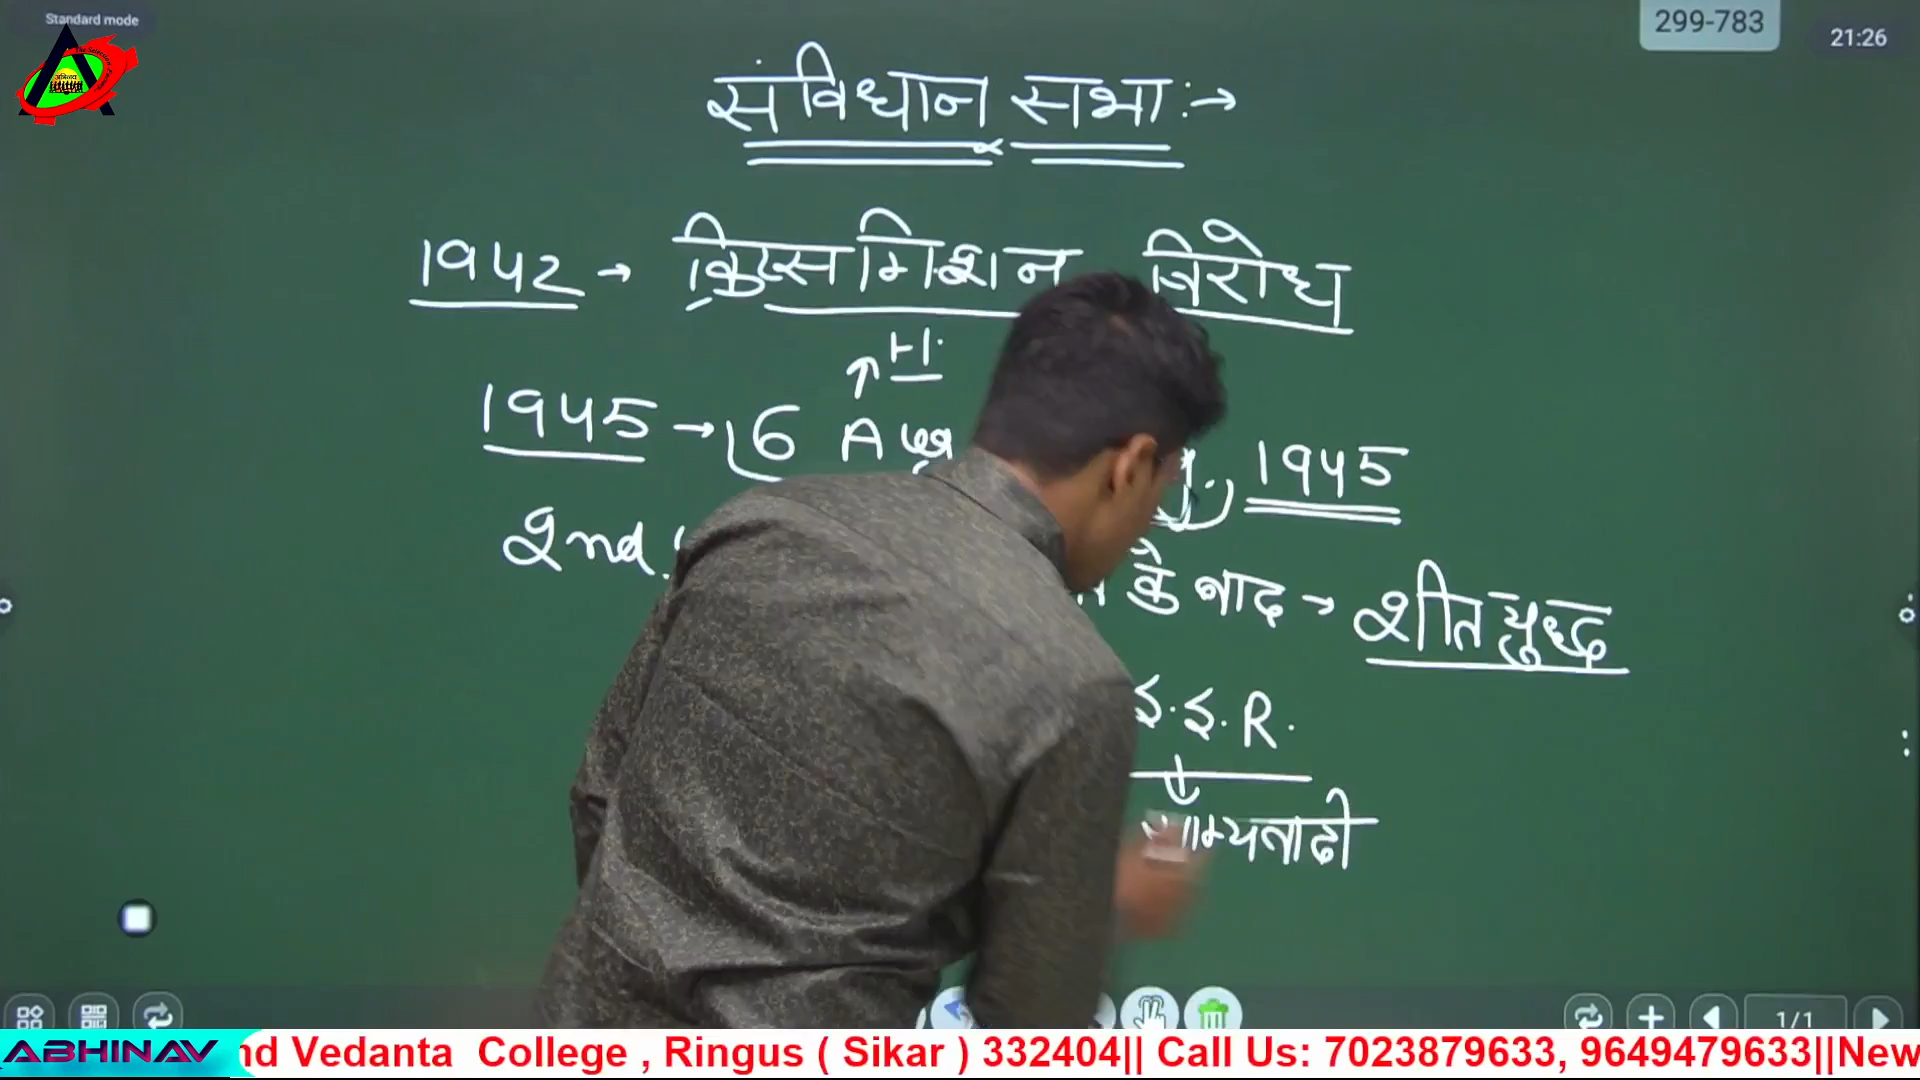 Standard mode
299-783
21:26
संविधान सभा :→
1942 → क्रिप्स मिशन विरोध
H.
1945 → 6 Aug
1945
2nd.
के बाद → शीत युद्ध
S.S.R.
साम्यवादी
1/1
ABHINAV
nd Vedanta College , Ringus ( Sikar ) 332404|| Call Us: 7023879633, 9649479633||New